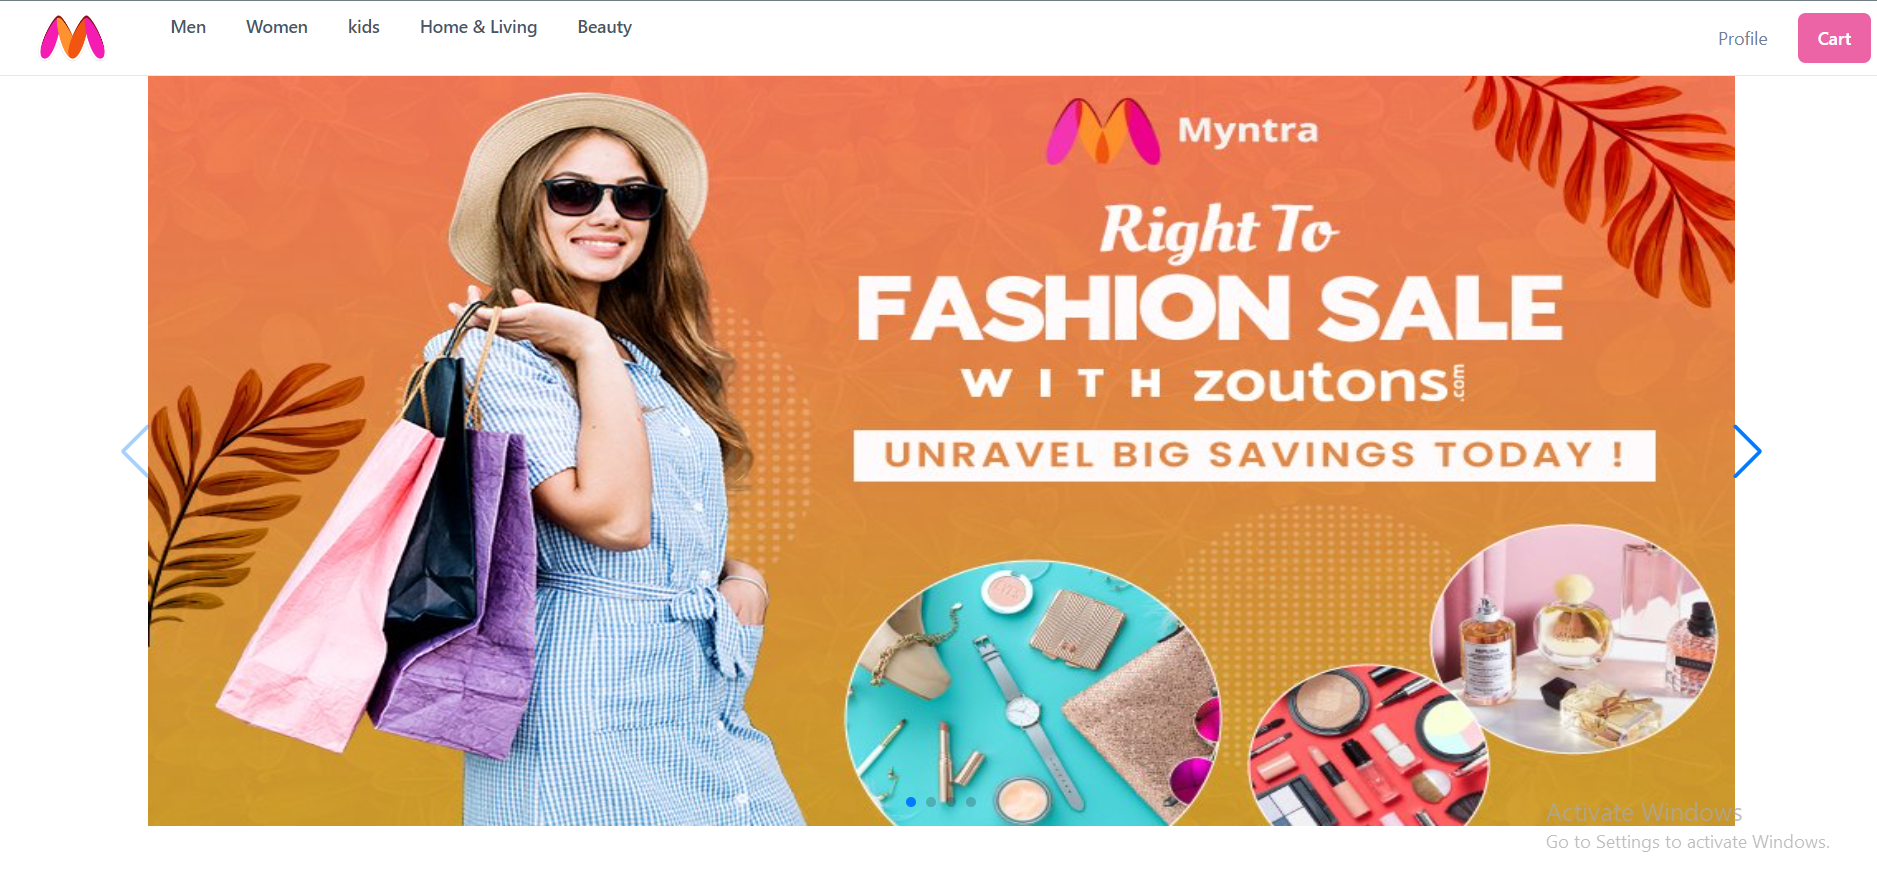 Men Women kids Home & Living Beauty
Profile Cart
Myntra
Right To
FASHION SALE
WITH zoutons.com
UNRAVEL BIG SAVINGS TODAY !
REPLICA
Activate Windows
Go to Settings to activate Windows.